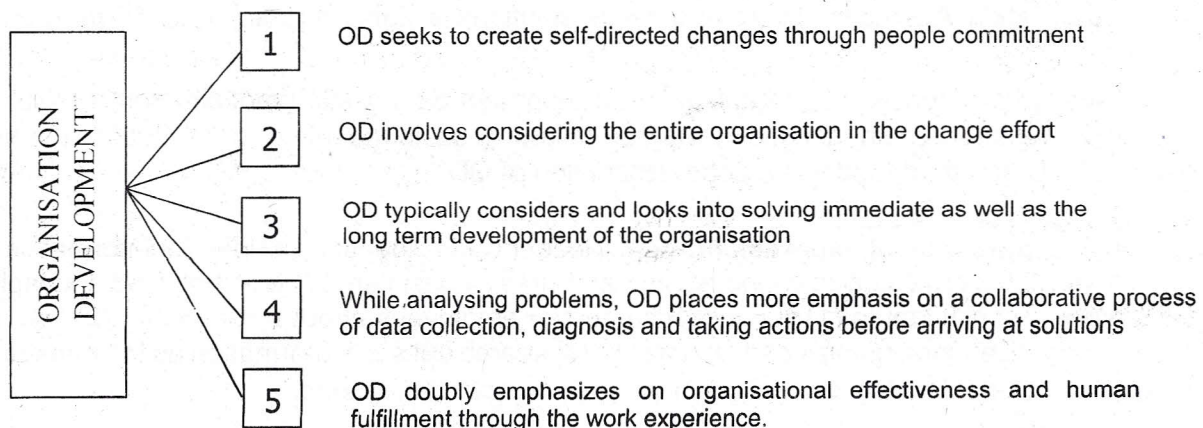 ORGANISATION
DEVELOPMENT
1
OD seeks to create self-directed changes through people commitment
2
OD involves considering the entire organisation in the change effort
3
OD typically considers and looks into solving immediate as well as the
long term development of the organisation
4
While analysing problems, OD places more emphasis on a collaborative process
of data collection, diagnosis and taking actions before arriving at solutions
5
OD doubly emphasizes on organisational effectiveness and human
fulfillment through the work experience.